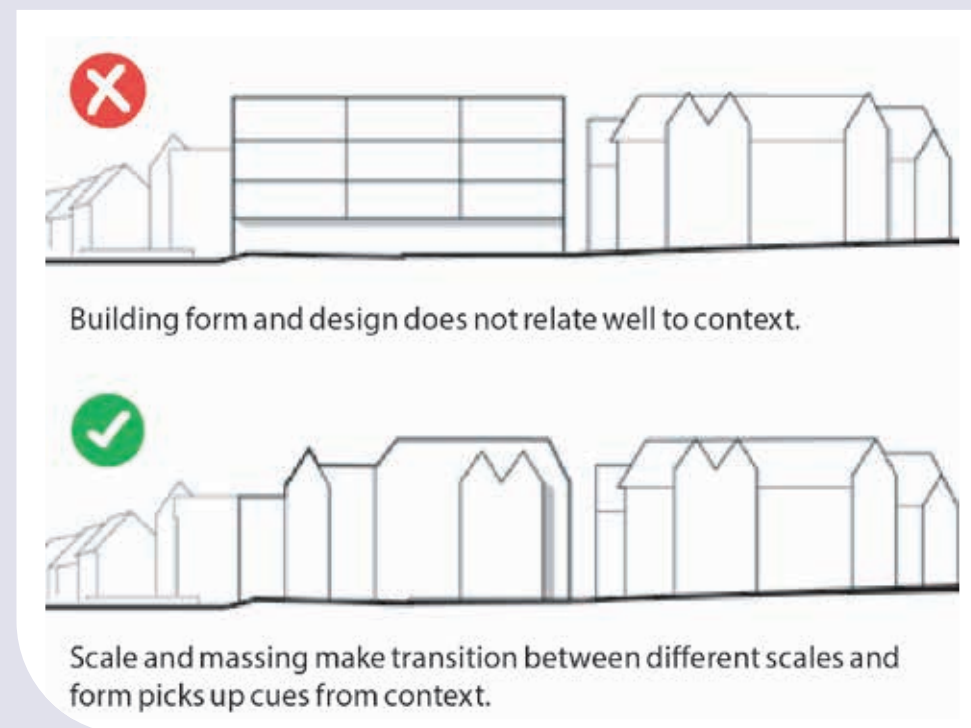 Building form and design does not relate well to context.
Scale and massing make transition between different scales and
form picks up cues from context.